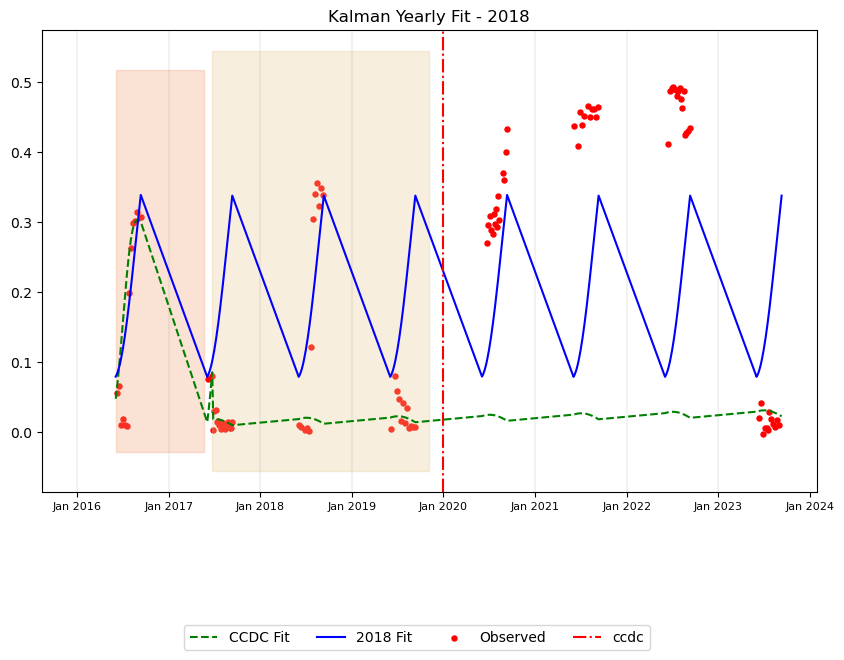 Kalman Yearly Fit - 2018
0.5
0.4
0.3
0.2
0.1
0.0
Jan 2016 Jan 2017 Jan 2018 Jan 2019 Jan 2020 Jan 2021 Jan 2022 Jan 2023 Jan 2024
CCDC Fit 2018 Fit Observed ccdc